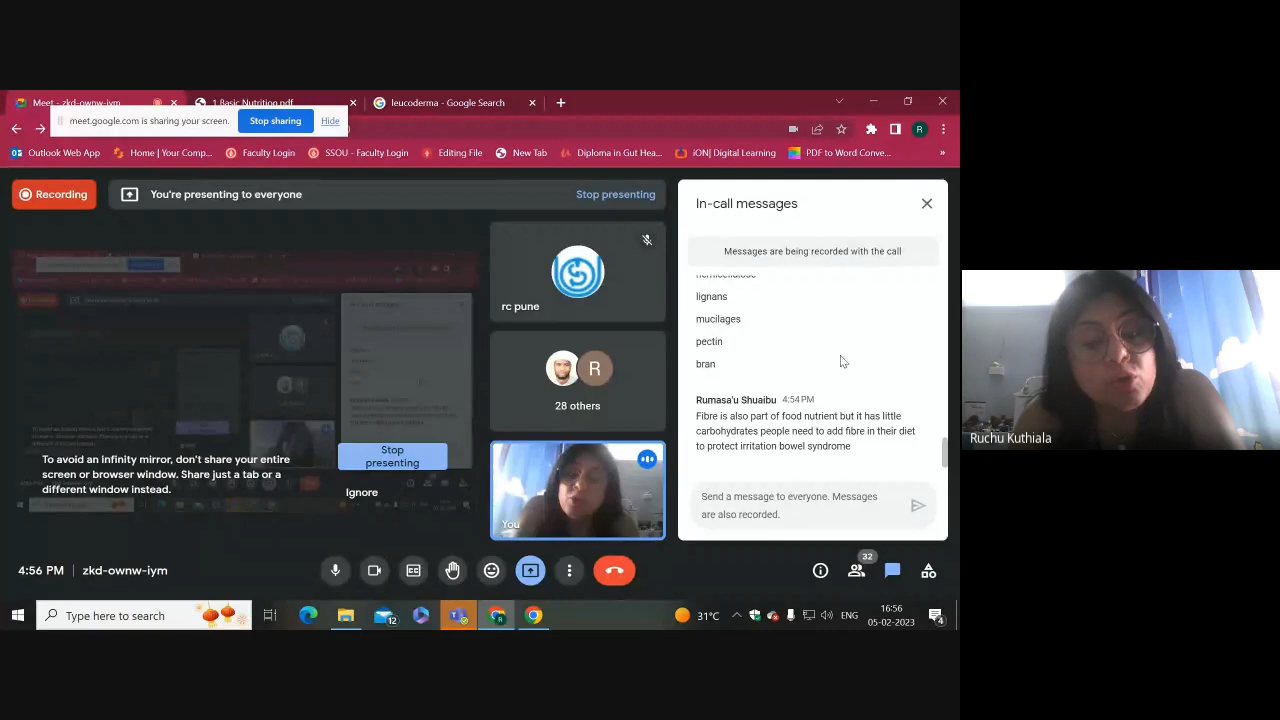 Meet - zkd-ownw-iym
1 Basic Nutrition.pdf
leucoderma - Google Search
meet.google.com is sharing your screen.
Stop sharing
Hide
R
Outlook Web App
Home | Your Comp...
Faculty Login
SSOU - Faculty Login
Editing File
New Tab
Diploma in Gut Hea...
iON| Digital Learning
PDF to Word Conve...
»
Recording
You're presenting to everyone
Stop presenting
rc pune
R
28 others
You
To avoid an infinity mirror, don't share your entire
screen or browser window. Share just a tab or a
different window instead.
Stop
presenting
Ignore
In-call messages
Messages are being recorded with the call
lignans
mucilages
pectin
bran
Rumasa'u Shuaibu 4:54 PM
Fibre is also part of food nutrient but it has little
carbohydrates people need to add fibre in their diet
to protect irritation bowel syndrome
Send a message to everyone. Messages
are also recorded.
4:56 PM zkd-ownw-iym
32
Type here to search
12
31°C
ENG
16:56
05-02-2023
4
Ruchu Kuthiala